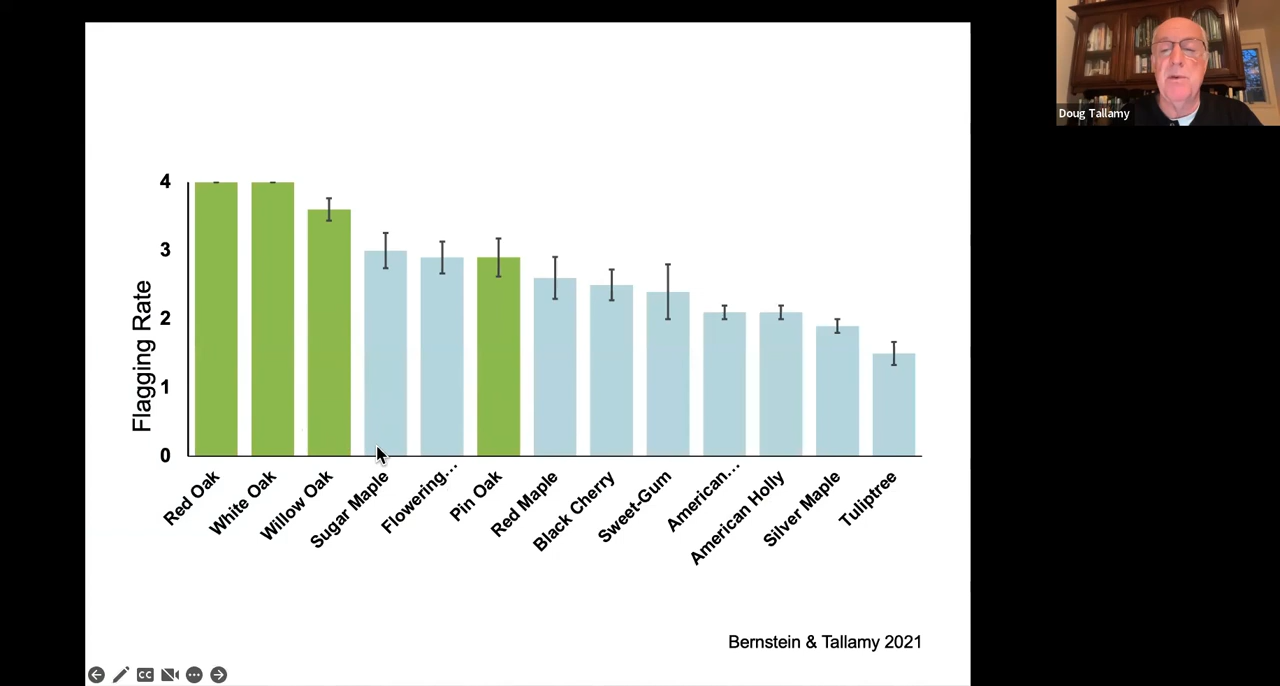 Doug Tallamy
4
3
2
1
0
Flagging Rate
Red Oak
White Oak
Willow Oak
Sugar Maple
Flowering...
Pin Oak
Red Maple
Black Cherry
Sweet-Gum
American...
American Holly
Silver Maple
Tuliptree
Bernstein & Tallamy 2021
CC